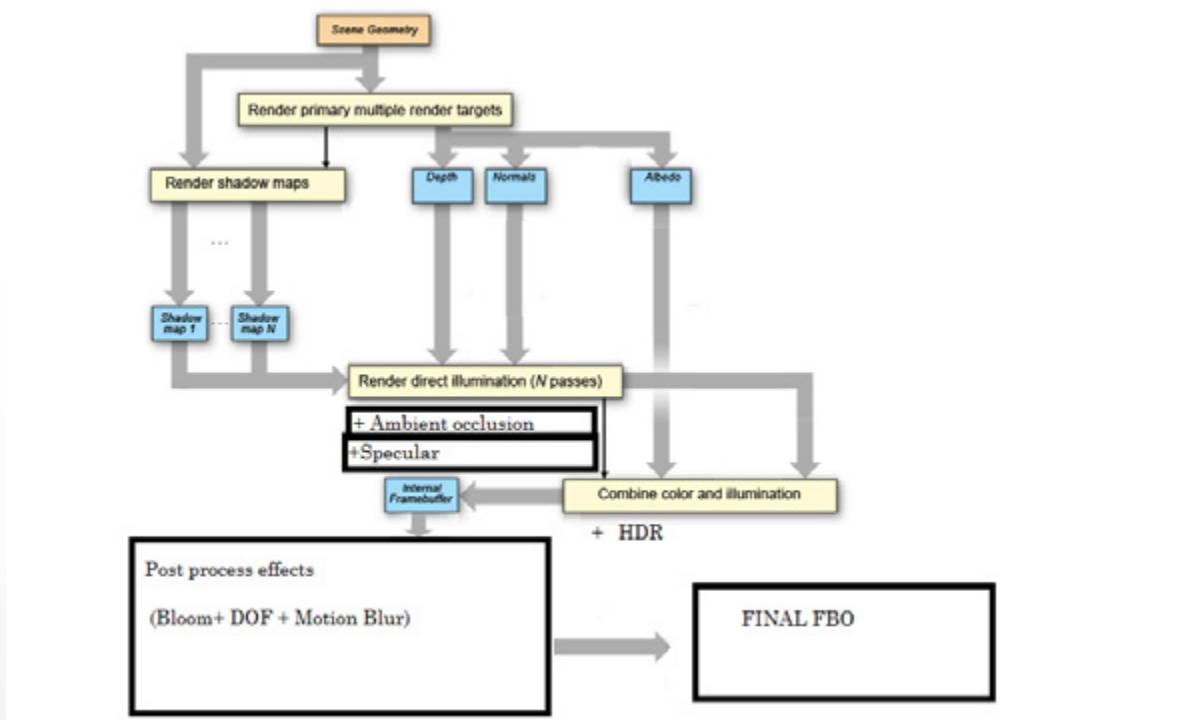 Scene Geometry
Render primary multiple render targets
Render shadow maps
Depth
Normals
Albedo
...
Shadow
map 1
....
Shadow
map N
Render direct illumination (N passes)
+ Ambient occlusion
+Specular
Internal
Framebuffer
Combine color and illumination
+ HDR
Post process effects
(Bloom+ DOF + Motion Blur)
FINAL FBO